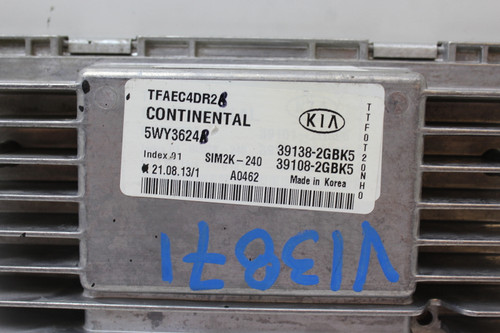 TFAEC4DR2B
CONTINENTAL
5WY3624B
KIA
39138-2GBK5
39108-2GBK5
Index.01 SIM2K-240
21.08.13/1 A0462 Made in Korea
TTF0T20NH0
V13871